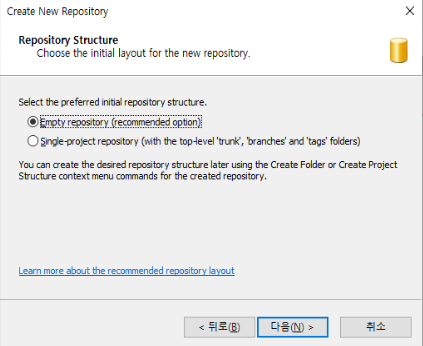 Create New Repository
Repository Structure
Choose the initial layout for the new repository.
Select the preferred initial repository structure.
Empty repository (recommended option)
Single-project repository (with the top-level 'trunk', 'branches' and 'tags' folders)
You can create the desired repository structure later using the Create Folder or Create Project
Structure context menu commands for the created repository.
Learn more about the recommended repository layout
< 뒤로(B)
다음(N) >
취소